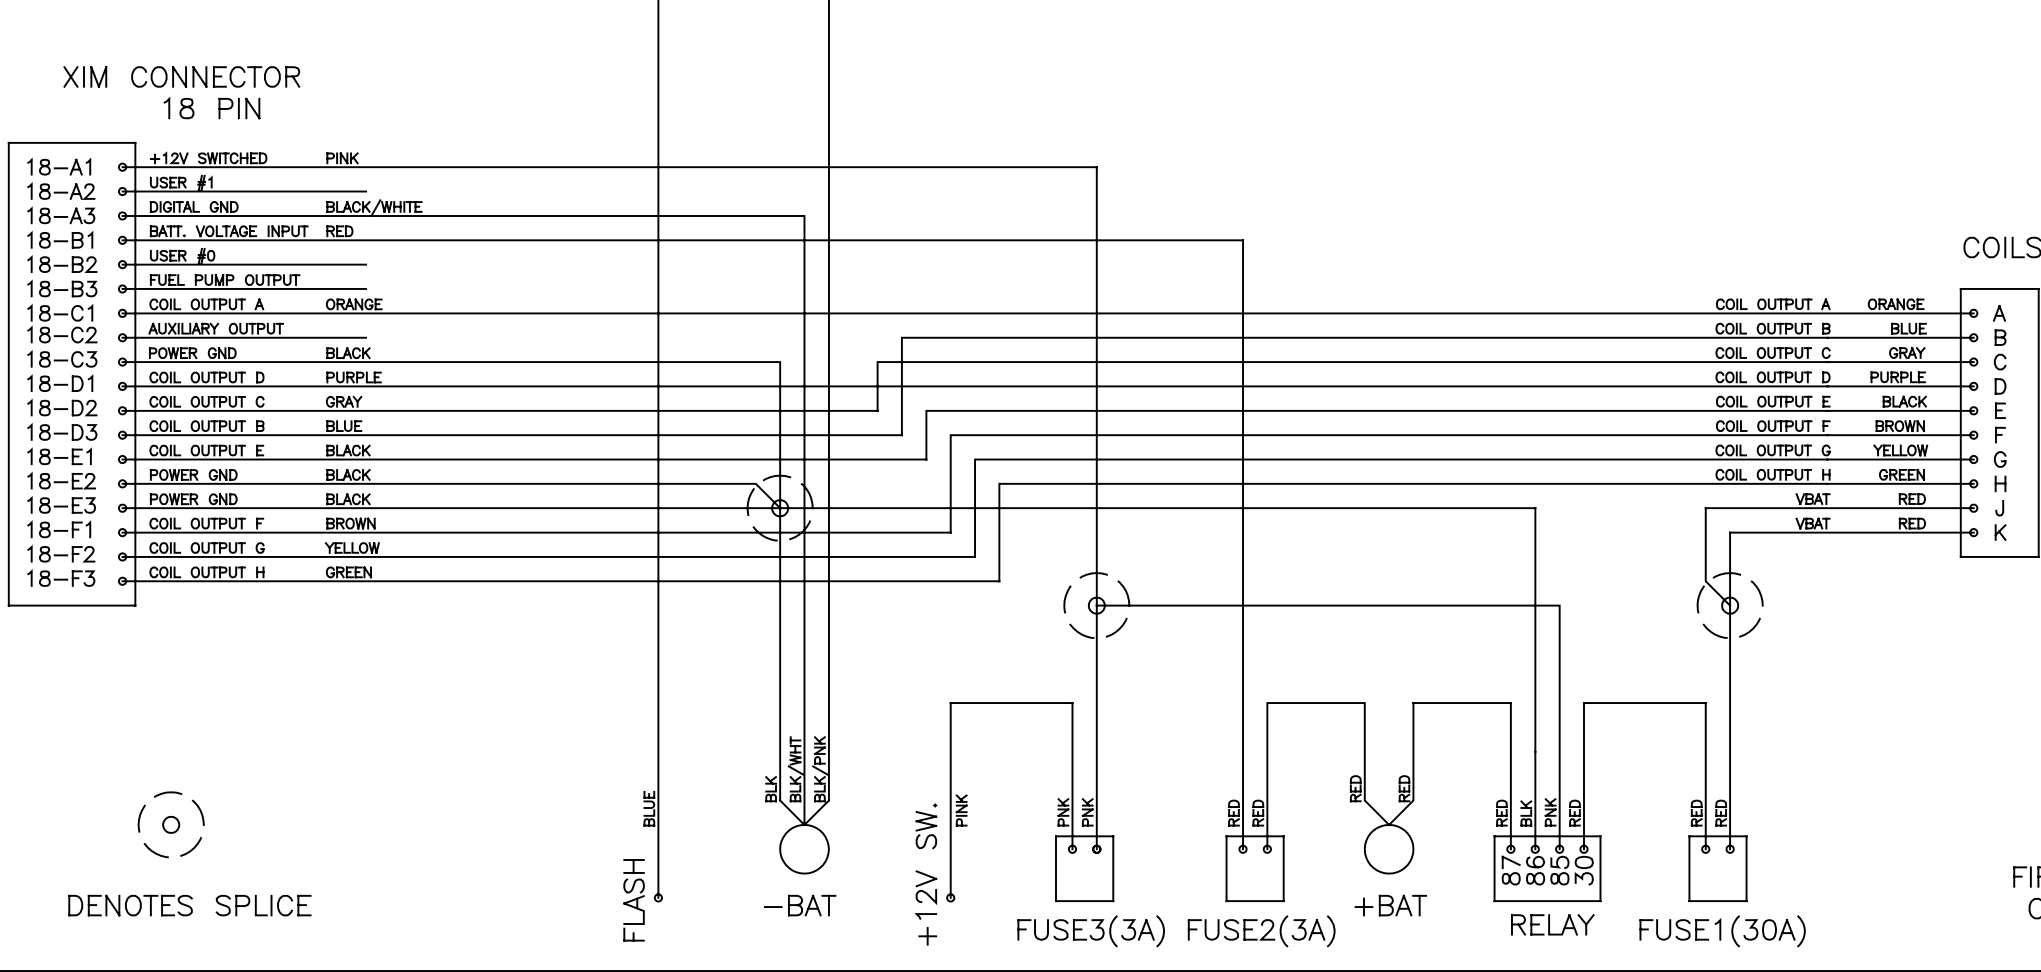 XIM CONNECTOR
18 PIN
18-A1 +12V SWITCHED PINK
18-A2 USER #1
18-A3 DIGITAL GND BLACK/WHITE
18-B1 BATT. VOLTAGE INPUT RED
18-B2 USER #0
18-B3 FUEL PUMP OUTPUT
18-C1 COIL OUTPUT A ORANGE
18-C2 AUXILIARY OUTPUT
18-C3 POWER GND BLACK
18-D1 COIL OUTPUT D PURPLE
18-D2 COIL OUTPUT C GRAY
18-D3 COIL OUTPUT B BLUE
18-E1 COIL OUTPUT E BLACK
18-E2 POWER GND BLACK
18-E3 POWER GND BLACK
18-F1 COIL OUTPUT F BROWN
18-F2 COIL OUTPUT G YELLOW
18-F3 COIL OUTPUT H GREEN
COILS
COIL OUTPUT A ORANGE A
COIL OUTPUT B BLUE B
COIL OUTPUT C GRAY C
COIL OUTPUT D PURPLE D
COIL OUTPUT E BLACK E
COIL OUTPUT F BROWN F
COIL OUTPUT G YELLOW G
COIL OUTPUT H GREEN H
VBAT RED J
VBAT RED K
DENOTES SPLICE
BLUE
FLASH
BLK
BLK/WHT
BLK/PNK
-BAT
+12V SW.
PINK
PNK
PNK
FUSE3(3A)
RED
RED
FUSE2(3A)
RED
RED
+BAT
RED
BLK
PNK
RED
87
86
85
30
RELAY
RED
RED
FUSE1(30A)